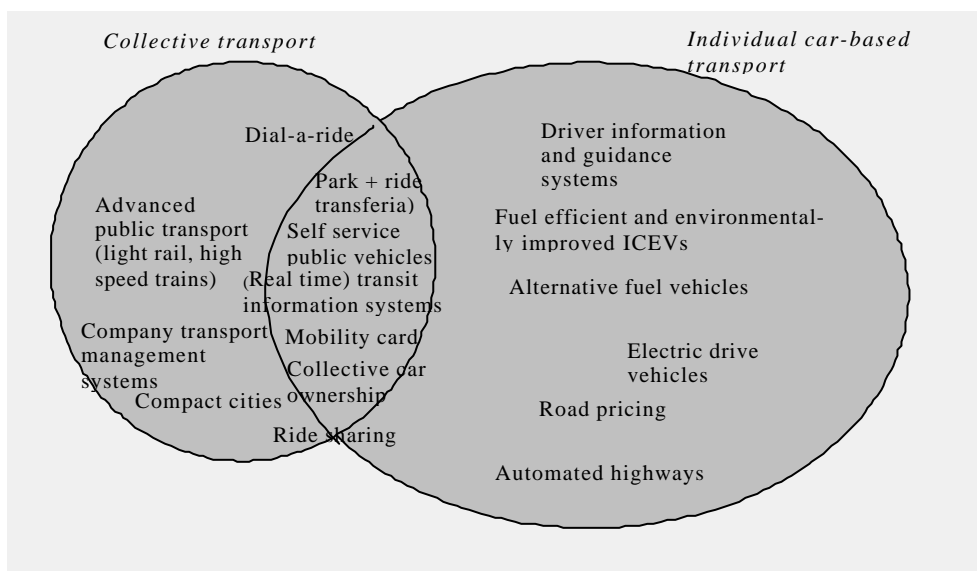 Collective transport
Individual car-based
transport
Dial-a-ride
Park + ride
transferia)
Self service
public vehicles
(Real time) transit
information systems
Mobility card
Collective car
ownership
Ride sharing
Advanced
public transport
(light rail, high
speed trains)
Company transport
management
systems
Compact cities
Driver information
and guidance
systems
Fuel efficient and environmental-
ly improved ICEVs
Alternative fuel vehicles
Electric drive
vehicles
Road pricing
Automated highways